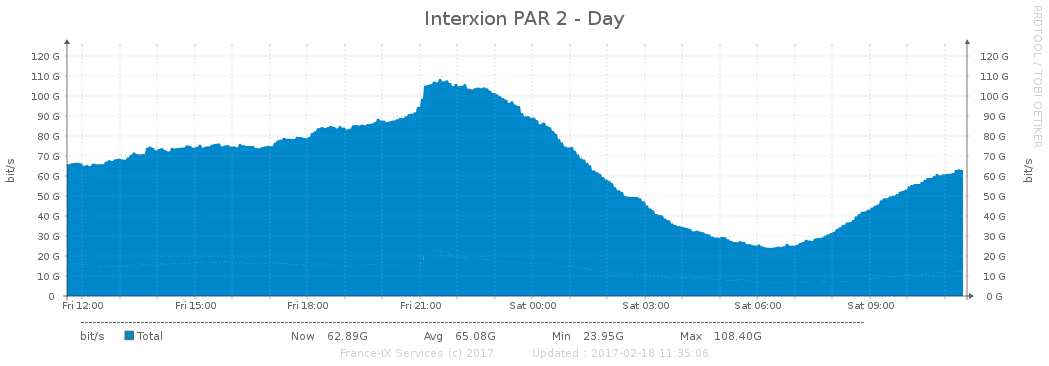 Interxion PAR 2 - Day
RRDTOOL / TOBI OETIKER
bit/s
120 G 120 G
110 G 110 G
100 G 100 G
90 G 90 G
80 G 80 G
70 G 70 G
60 G 60 G
50 G 50 G
40 G 40 G
30 G 30 G
20 G 20 G
10 G 10 G
0 0 G
bit/s
Fri 12:00 Fri 15:00 Fri 18:00 Fri 21:00 Sat 00:00 Sat 03:00 Sat 06:00 Sat 09:00
bit/s Total Now 62.89G Avg 65.08G Min 23.95G Max 108.40G
France-IX Services (c) 2017 Updated : 2017-02-18 11:35:06